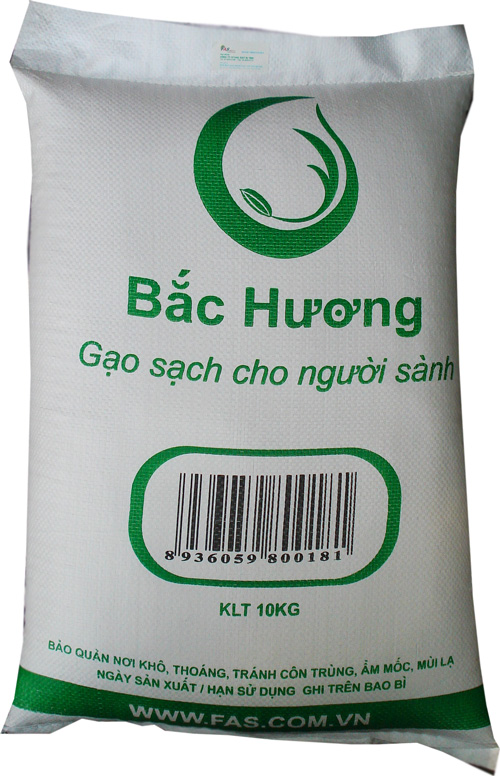 Bắc Hương
Gạo sạch cho người sành
8 936059 800181
KLT 10KG
BẢO QUẢN NƠI KHÔ, THOÁNG, TRÁNH CÔN TRÙNG, ẨM MỐC, MÙI LẠ
NGÀY SẢN XUẤT / HẠN SỬ DỤNG GHI TRÊN BAO BÌ
WWW.FAS.COM.VN